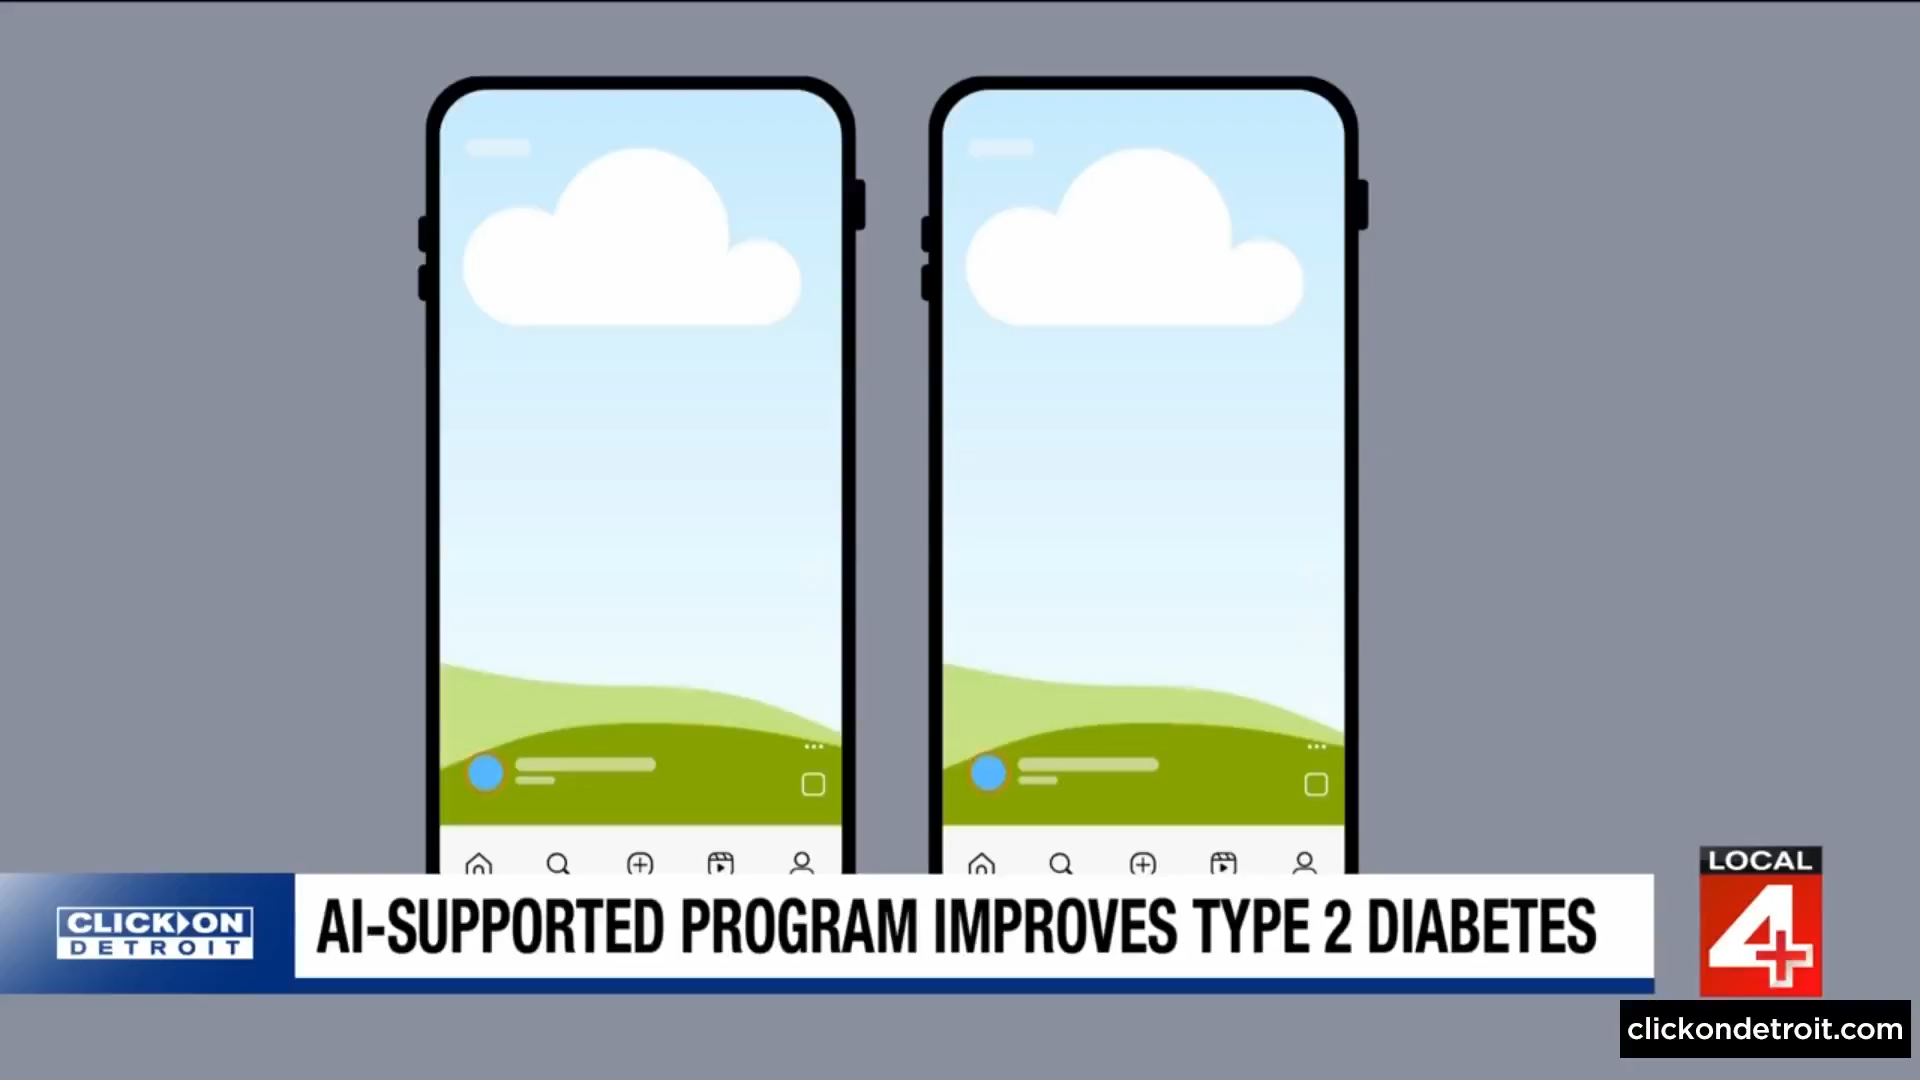 CLICK ON
DETROIT
AI-SUPPORTED PROGRAM IMPROVES TYPE 2 DIABETES
LOCAL
4+
clickondetroit.com